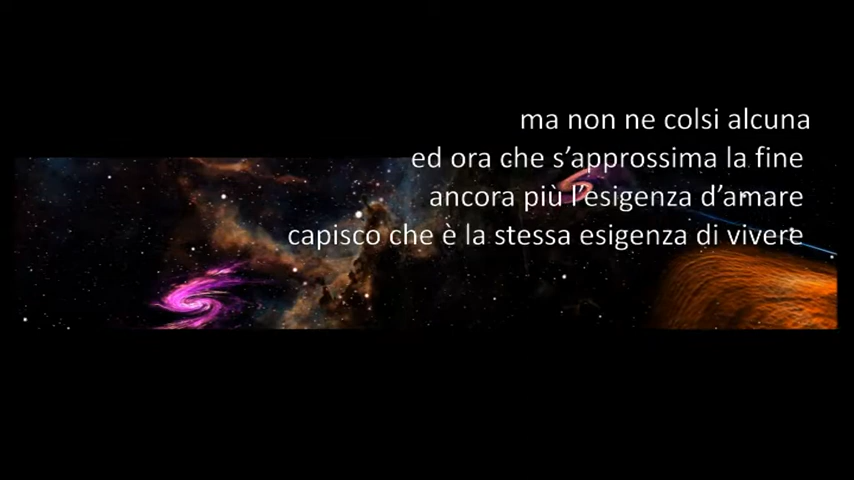 ma non ne colsi alcuna
ed ora che s’approssima la fine
ancora più l’esigenza d’amare
capisco che è la stessa esigenza di vivere